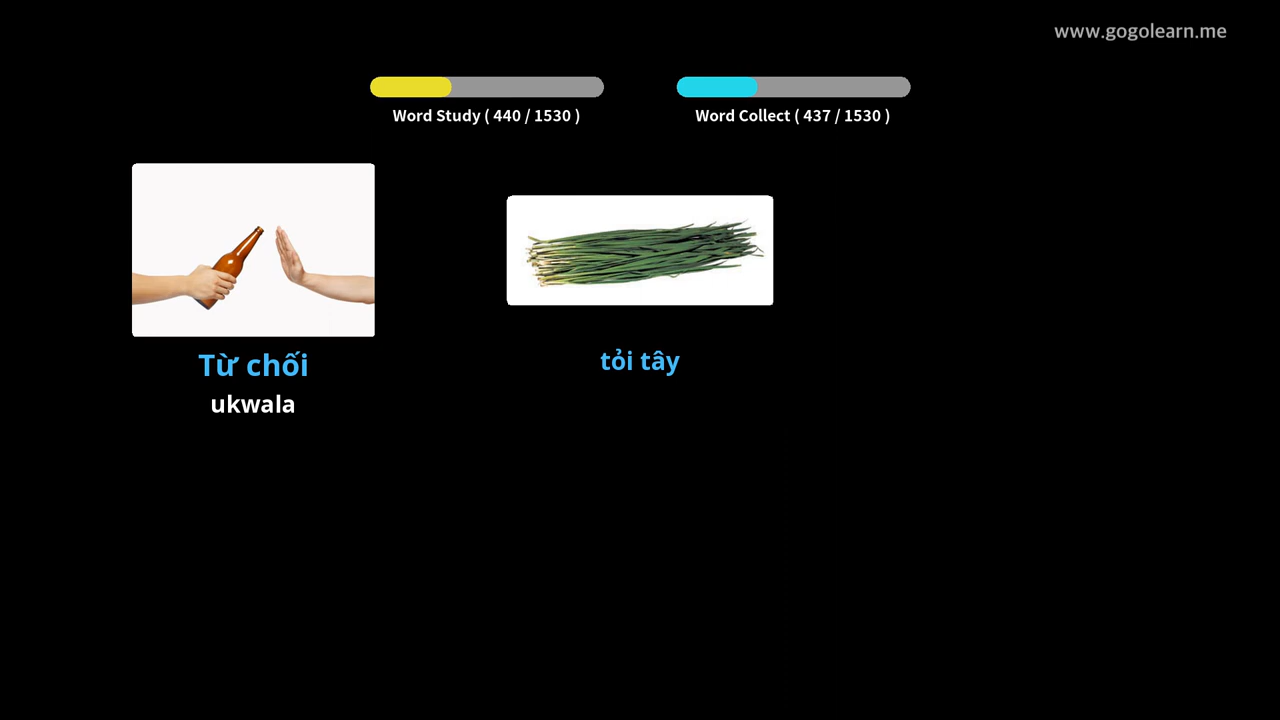 www.gogolearn.me
Word Study ( 440 / 1530 )
Word Collect ( 437 / 1530 )
Từ chối
ukwala
tỏi tây